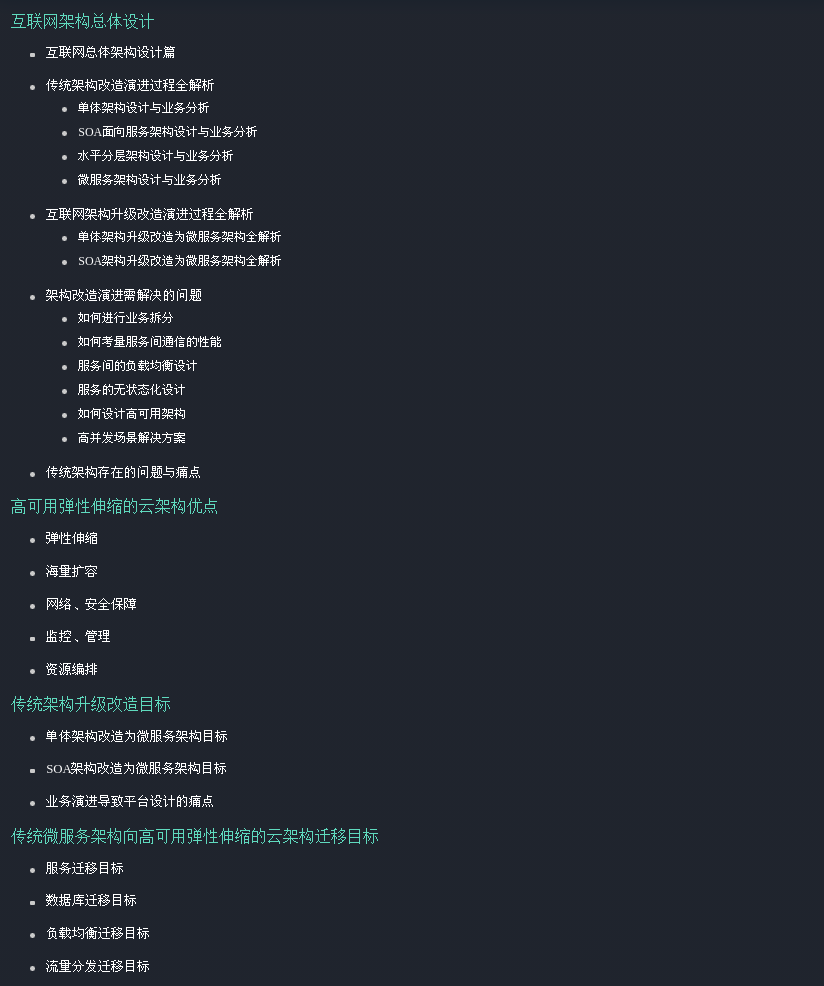 互联网架构总体设计
互联网总体架构设计篇
传统架构改造演进过程全解析
单体架构设计与业务分析
SOA面向服务架构设计与业务分析
水平分层架构设计与业务分析
微服务架构设计与业务分析
互联网架构升级改造演进过程全解析
单体架构升级改造为微服务架构全解析
SOA架构升级改造为微服务架构全解析
架构改造演进需解决的问题
如何进行业务拆分
如何考量服务间通信的性能
服务间的负载均衡设计
服务的无状态化设计
如何设计高可用架构
高并发场景解决方案
传统架构存在的问题与痛点
高可用弹性伸缩的云架构优点
弹性伸缩
海量扩容
网络、安全保障
监控、管理
资源编排
传统架构升级改造目标
单体架构改造为微服务架构目标
SOA架构改造为微服务架构目标
业务演进导致平台设计的痛点
传统微服务架构向高可用弹性伸缩的云架构迁移目标
服务迁移目标
数据库迁移目标
负载均衡迁移目标
流量分发迁移目标